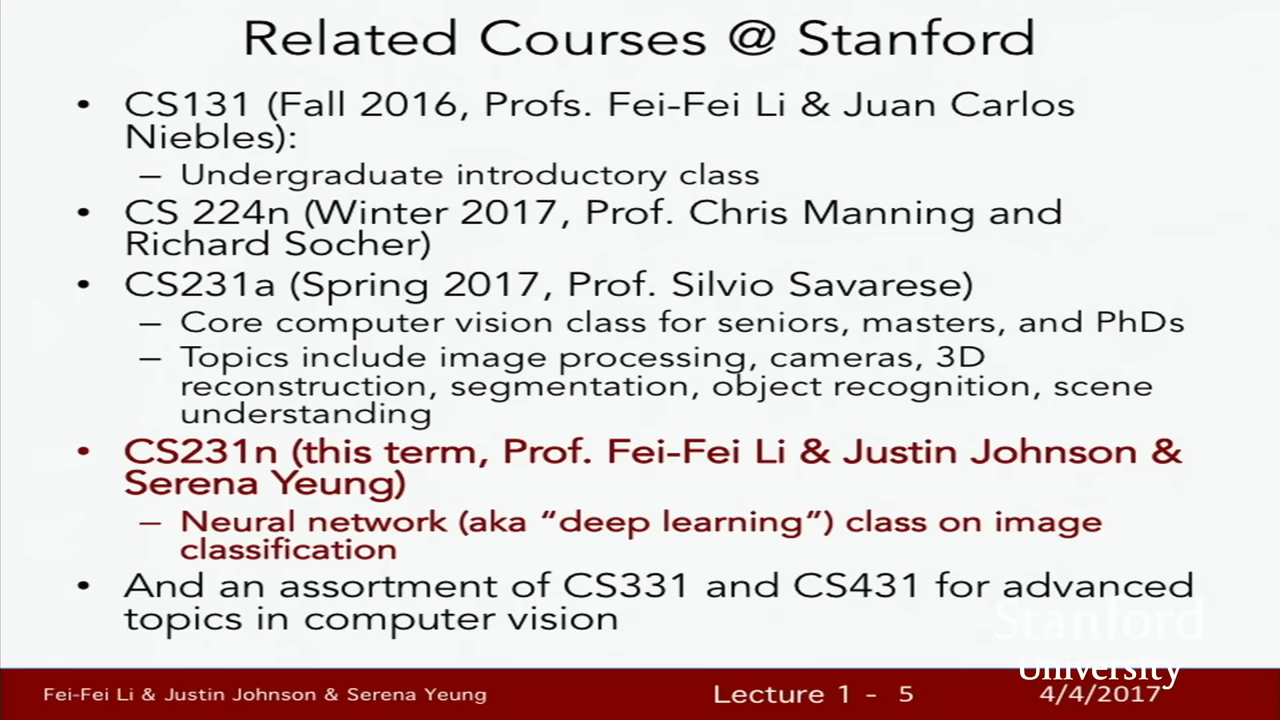 Related Courses @ Stanford
• CS131 (Fall 2016, Profs. Fei-Fei Li & Juan Carlos
Niebles):
– Undergraduate introductory class
• CS 224n (Winter 2017, Prof. Chris Manning and
Richard Socher)
• CS231a (Spring 2017, Prof. Silvio Savarese)
– Core computer vision class for seniors, masters, and PhDs
– Topics include image processing, cameras, 3D
reconstruction, segmentation, object recognition, scene
understanding
• CS231n (this term, Prof. Fei-Fei Li & Justin Johnson &
Serena Yeung)
– Neural network (aka “deep learning”) class on image
classification
• And an assortment of CS331 and CS431 for advanced
topics in computer vision
Stanford
University
Fei-Fei Li & Justin Johnson & Serena Yeung
Lecture 1 - 5
4/4/2017